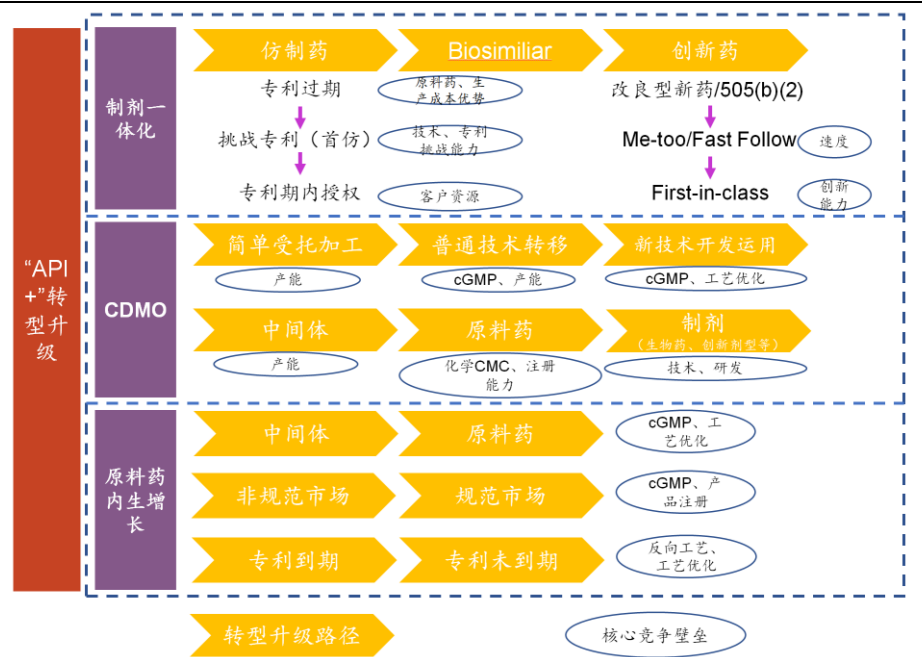 “API
+”转
型升
级
制剂一
体化
仿制药
Biosimiliar
创新药
专利过期
原料药、生
产成本优势
改良型新药/505(b)(2)
挑战专利（首仿）
技术、专利
挑战能力
Me-too/Fast Follow
速度
专利期内授权
客户资源
First-in-class
创新
能力
CDMO
简单受托加工
普通技术转移
新技术开发运用
产能
cGMP、产能
cGMP、工艺优化
中间体
原料药
制剂
（生物药、创新剂型等）
产能
化学CMC、注册
能力
技术、研发
原料药
内生增
长
中间体
原料药
cGMP、工
艺优化
非规范市场
规范市场
cGMP、产
品注册
专利到期
专利未到期
反向工艺、
工艺优化
转型升级路径
核心竞争壁垒